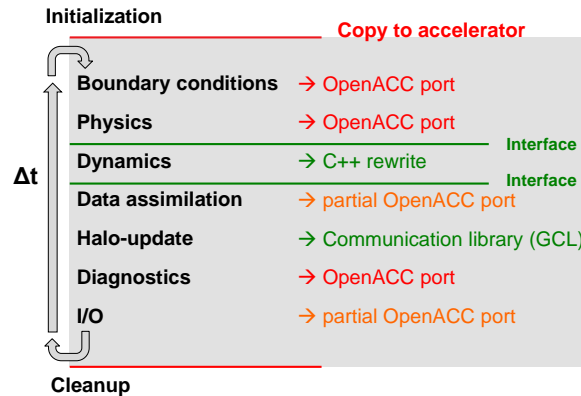 Initialization
Copy to accelerator
Boundary conditions → OpenACC port
Physics → OpenACC port
Interface
Dynamics → C++ rewrite
Interface
Δt
Data assimilation → partial OpenACC port
Halo-update → Communication library (GCL)
Diagnostics → OpenACC port
I/O → partial OpenACC port
Cleanup